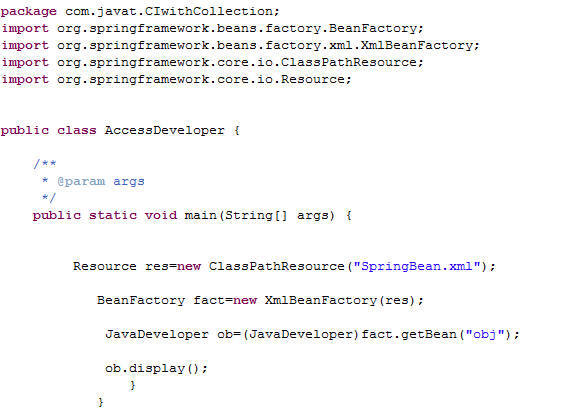 package com.javat.CIwithCollection;
import org.springframework.beans.factory.BeanFactory;
import org.springframework.beans.factory.xml.XmlBeanFactory;
import org.springframework.core.io.ClassPathResource;
import org.springframework.core.io.Resource;
public class AccessDeveloper {
/**
* @param args
*/
public static void main(String[] args) {
Resource res=new ClassPathResource("SpringBean.xml");
BeanFactory fact=new XmlBeanFactory(res);
JavaDeveloper ob=(JavaDeveloper)fact.getBean("obj");
ob.display();
}
}